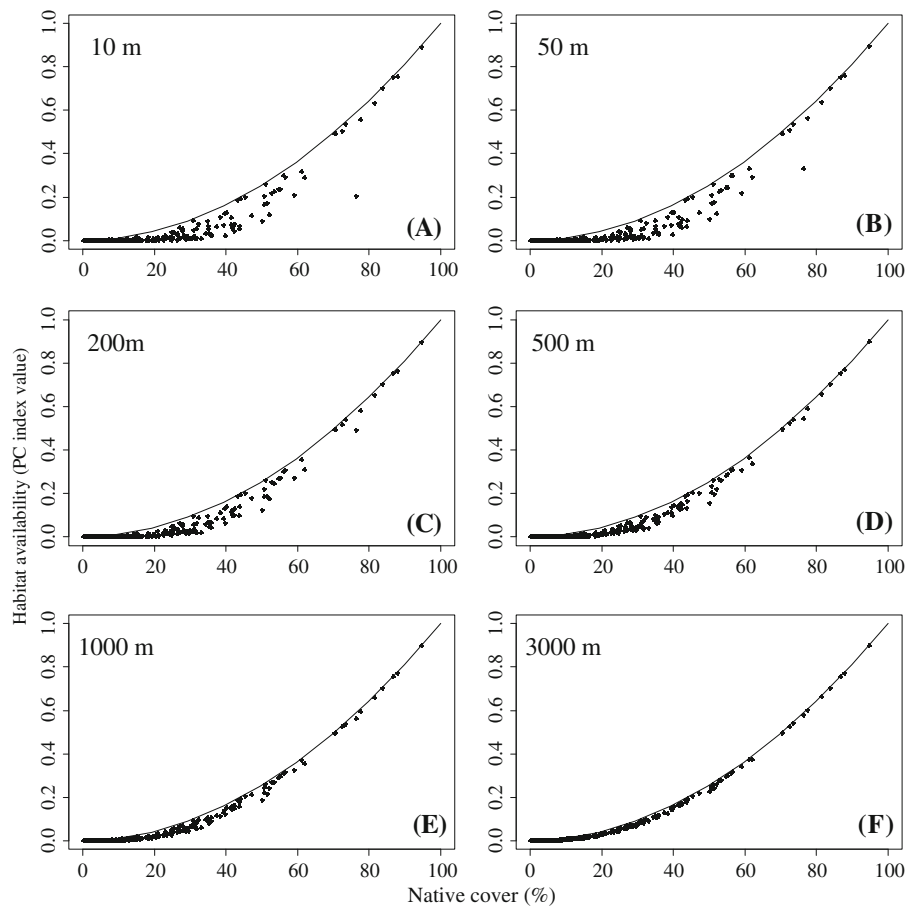 Habitat availability (PC index value)
10 m
1.0
0.8
0.6
0.4
0.2
0.0
(A)
0 20 40 60 80 100
50 m
1.0
0.8
0.6
0.4
0.2
0.0
(B)
0 20 40 60 80 100
200m
1.0
0.8
0.6
0.4
0.2
0.0
(C)
0 20 40 60 80 100
500 m
1.0
0.8
0.6
0.4
0.2
0.0
(D)
0 20 40 60 80 100
1000 m
1.0
0.8
0.6
0.4
0.2
0.0
(E)
0 20 40 60 80 100
3000 m
1.0
0.8
0.6
0.4
0.2
0.0
(F)
0 20 40 60 80 100
Native cover (%)